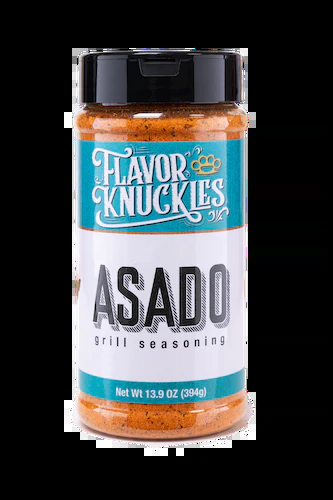 FLAVOR
KNUCKLES
ASADO
grill seasoning
Net Wt 13.9 OZ (394g)